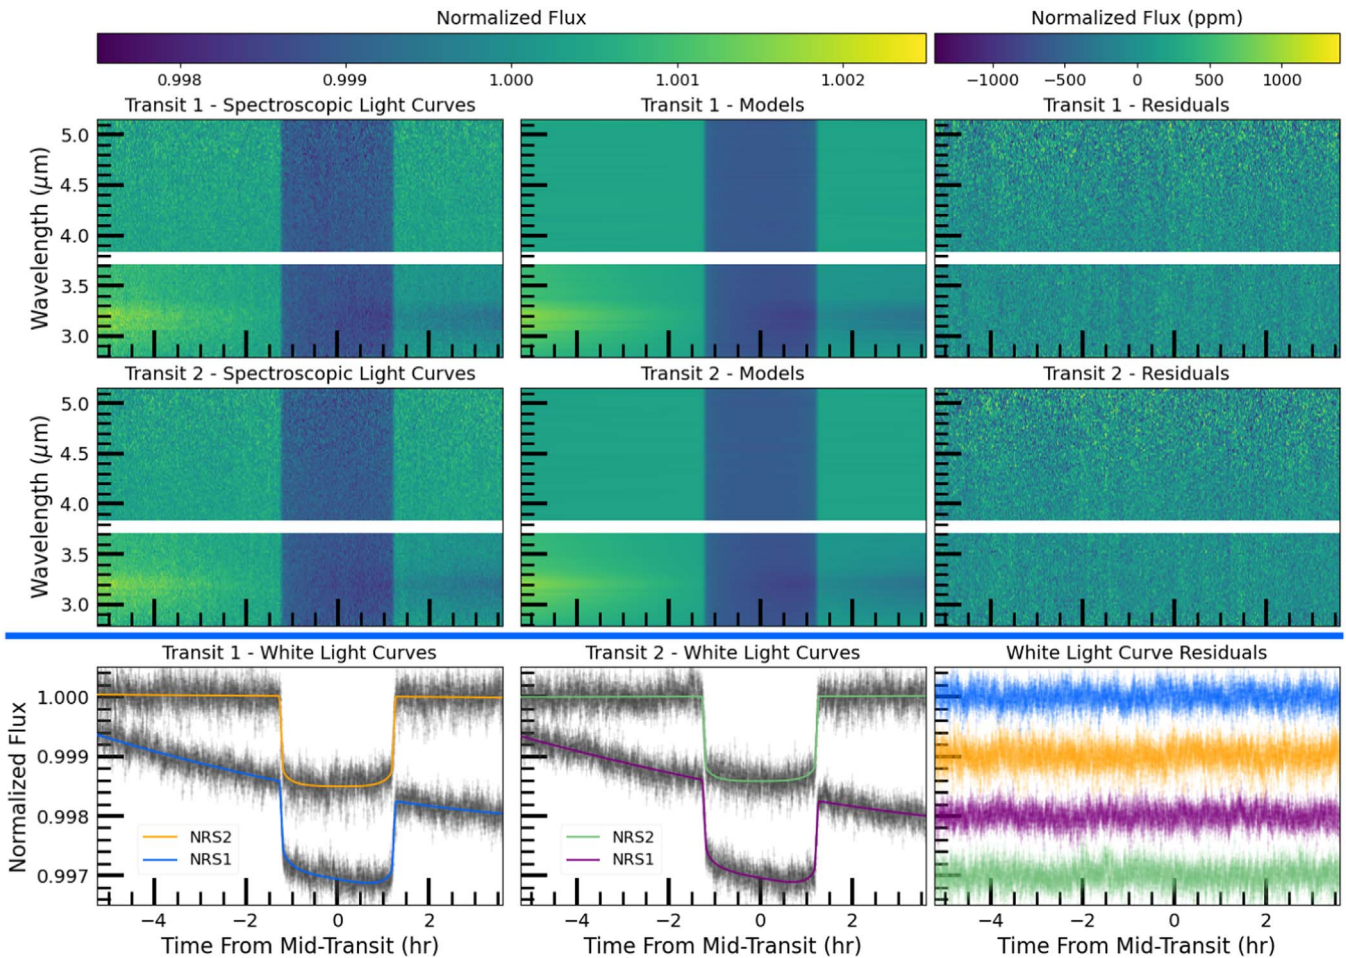 Normalized Flux
Normalized Flux (ppm)
0.998 0.999 1.000 1.001 1.002
−1000 −500 0 500 1000
Transit 1 - Spectroscopic Light Curves
Transit 1 - Models
Transit 1 - Residuals
Wavelength (μm)
5.0
4.5
4.0
3.5
3.0
Transit 2 - Spectroscopic Light Curves
Transit 2 - Models
Transit 2 - Residuals
Wavelength (μm)
5.0
4.5
4.0
3.5
3.0
Transit 1 - White Light Curves
Transit 2 - White Light Curves
White Light Curve Residuals
Normalized Flux
1.000
0.999
0.998
0.997
NRS2
NRS1
NRS2
NRS1
−4 −2 0 2
−4 −2 0 2
−4 −2 0 2
Time From Mid-Transit (hr)
Time From Mid-Transit (hr)
Time From Mid-Transit (hr)